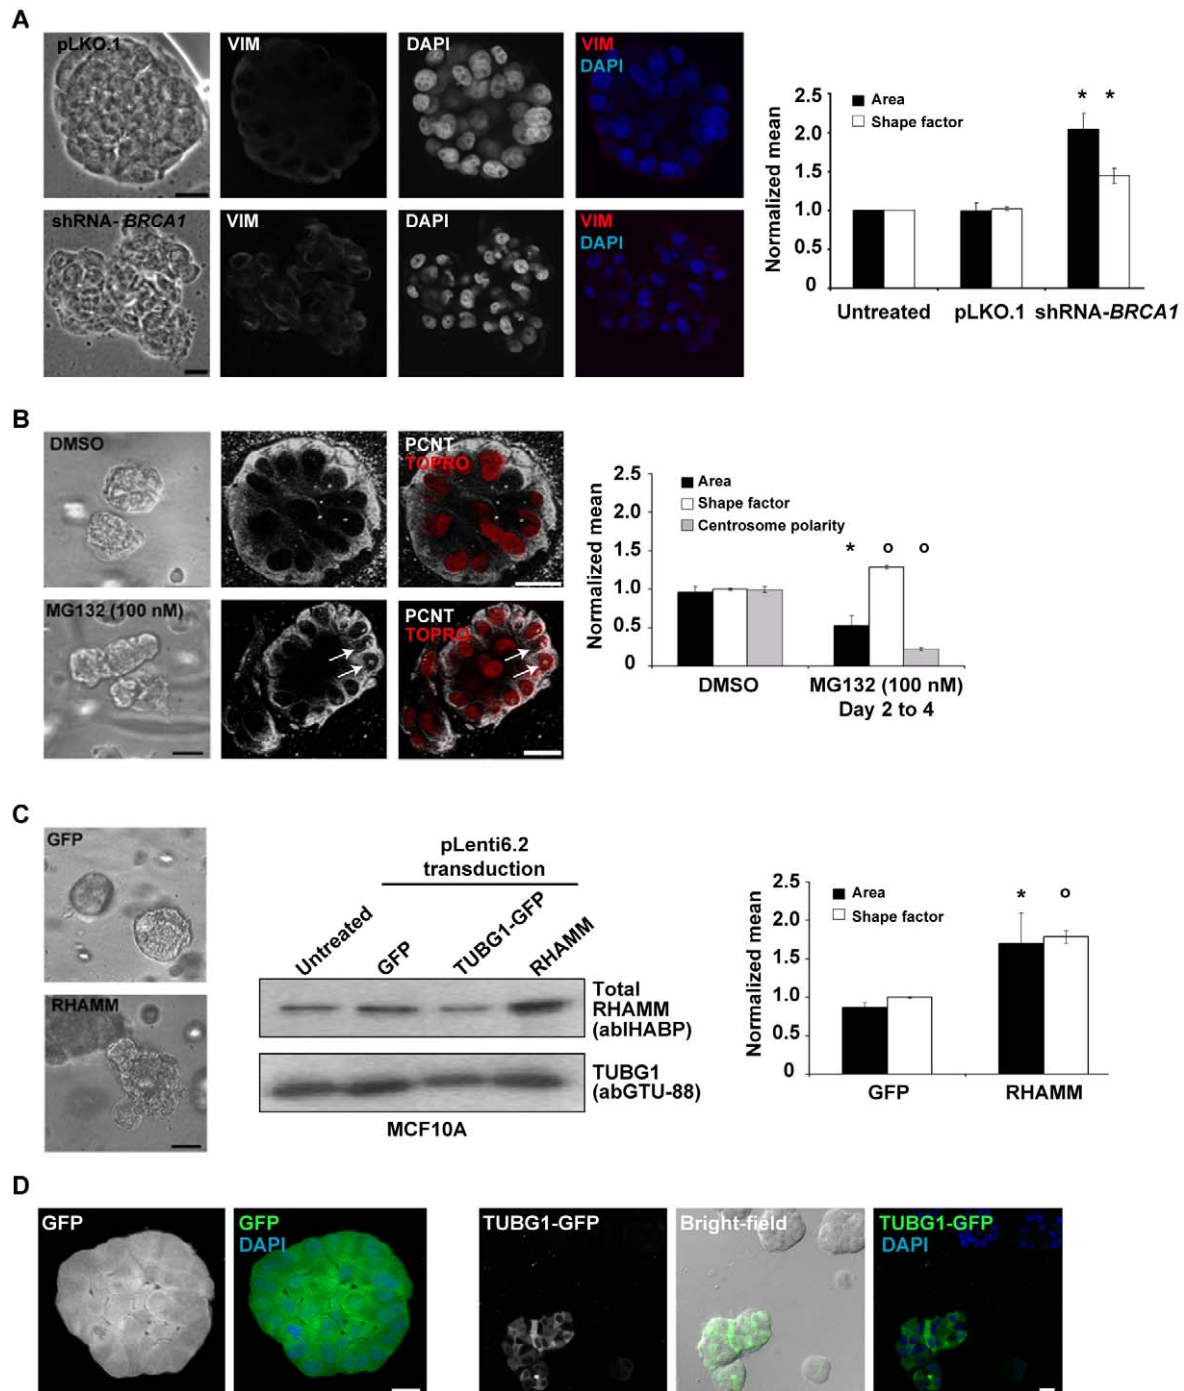 A
pLKO.1
VIM
DAPI
VIM
DAPI
shRNA-BRCA1
VIM
DAPI
VIM
DAPI
Normalized mean
2.5
2.0
1.5
1.0
0.5
0
Area
Shape factor
* *
Untreated pLKO.1 shRNA-BRCA1
B
DMSO
PCNT
TOPRO
MG132 (100 nM)
PCNT
TOPRO
Normalized mean
2.5
2.0
1.5
1.0
0.5
0
Area
Shape factor
Centrosome polarity
* o o
DMSO MG132 (100 nM)
Day 2 to 4
C
GFP
RHAMM
pLenti6.2
transduction
Untreated
GFP
TUBG1-GFP
RHAMM
Total
RHAMM
(abIHABP)
TUBG1
(abGTU-88)
MCF10A
Normalized mean
2.5
2.0
1.5
1.0
0.5
0
Area
Shape factor
* o
GFP RHAMM
D
GFP
GFP
DAPI
TUBG1-GFP
Bright-field
TUBG1-GFP
DAPI